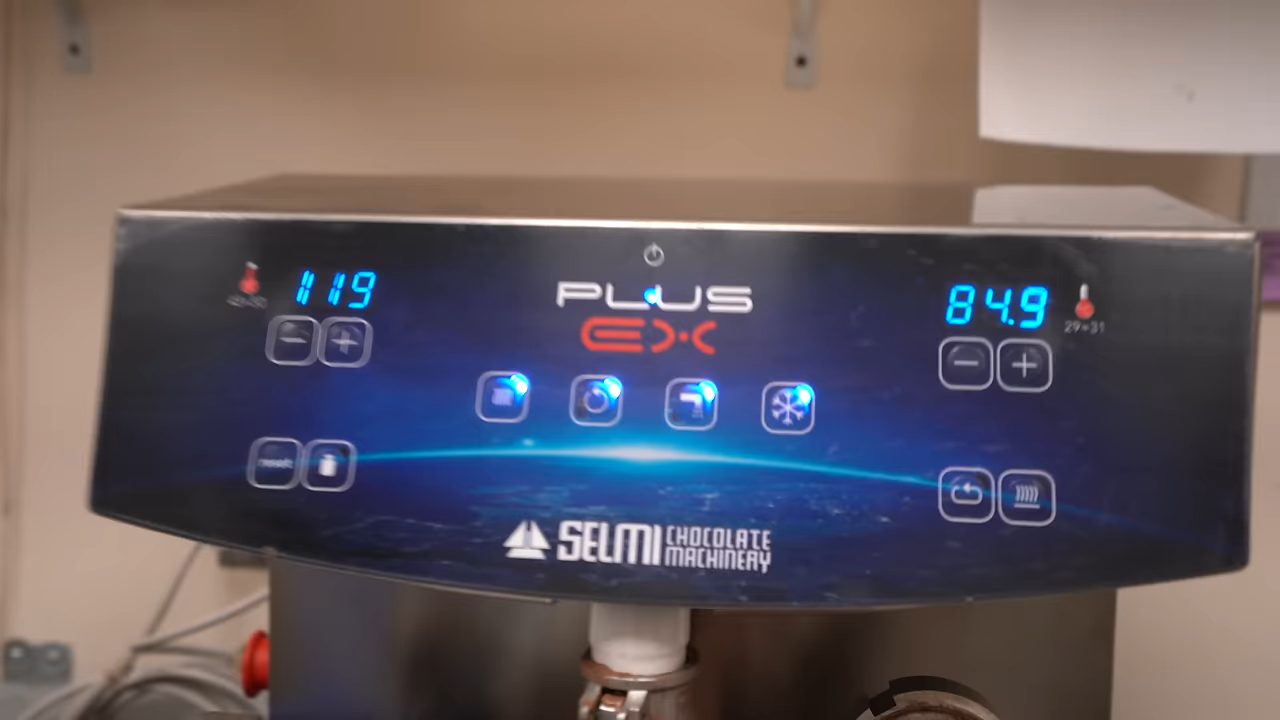 119
PLUS
EX
84.9
29÷31
SELMI CHOCOLATE
MACHINERY